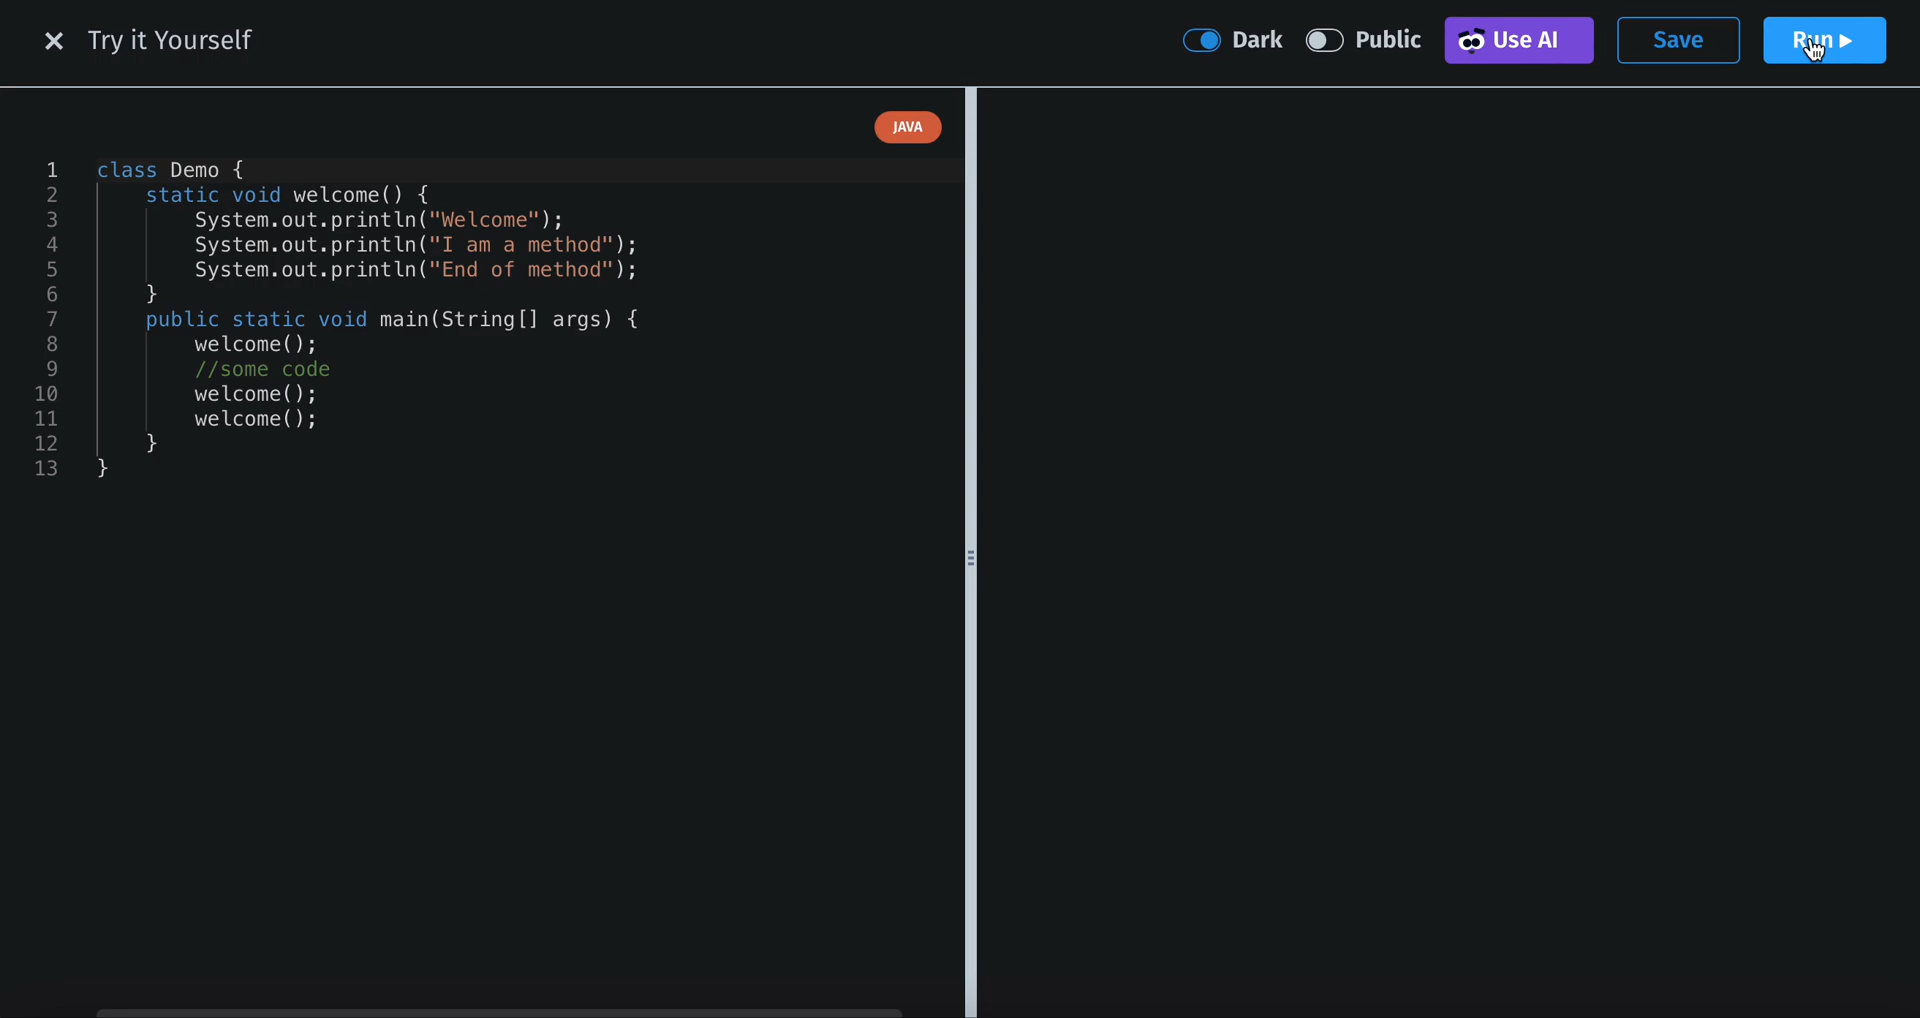 ✕ Try it Yourself
Dark Public Use AI Save Run ▶
JAVA
1 class Demo {
2     static void welcome() {
3         System.out.println("Welcome");
4         System.out.println("I am a method");
5         System.out.println("End of method");
6     }
7     public static void main(String[] args) {
8         welcome();
9         //some code
10         welcome();
11         welcome();
12     }
13 }